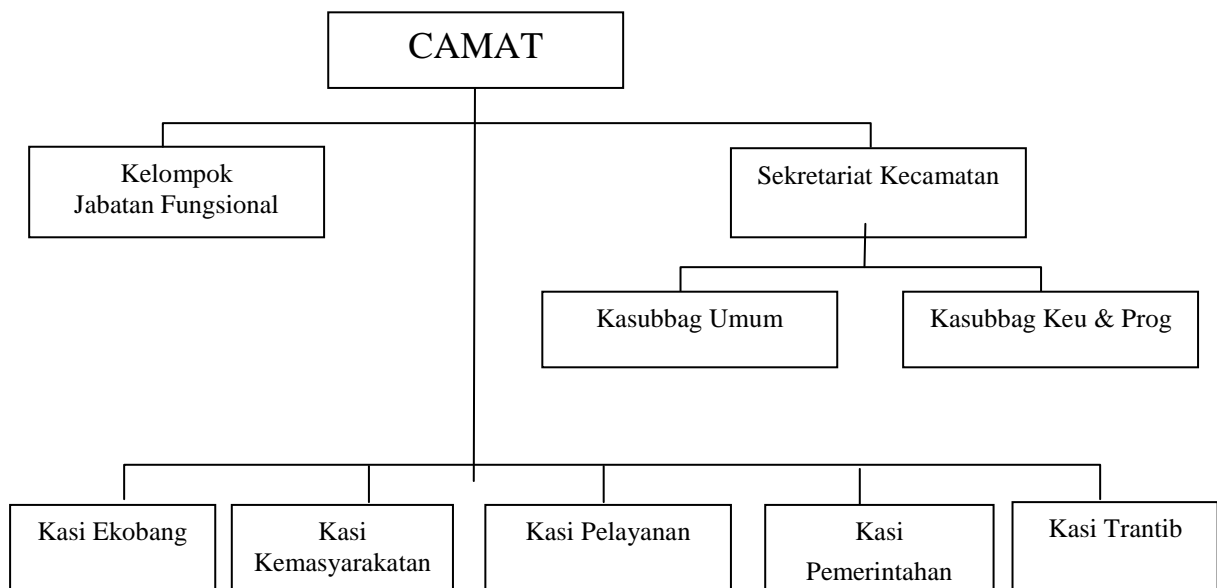 CAMAT
Kelompok
Jabatan Fungsional
Sekretariat Kecamatan
Kasubbag Umum
Kasubbag Keu & Prog
Kasi Ekobang
Kasi
Kemasyarakatan
Kasi Pelayanan
Kasi
Pemerintahan
Kasi Trantib